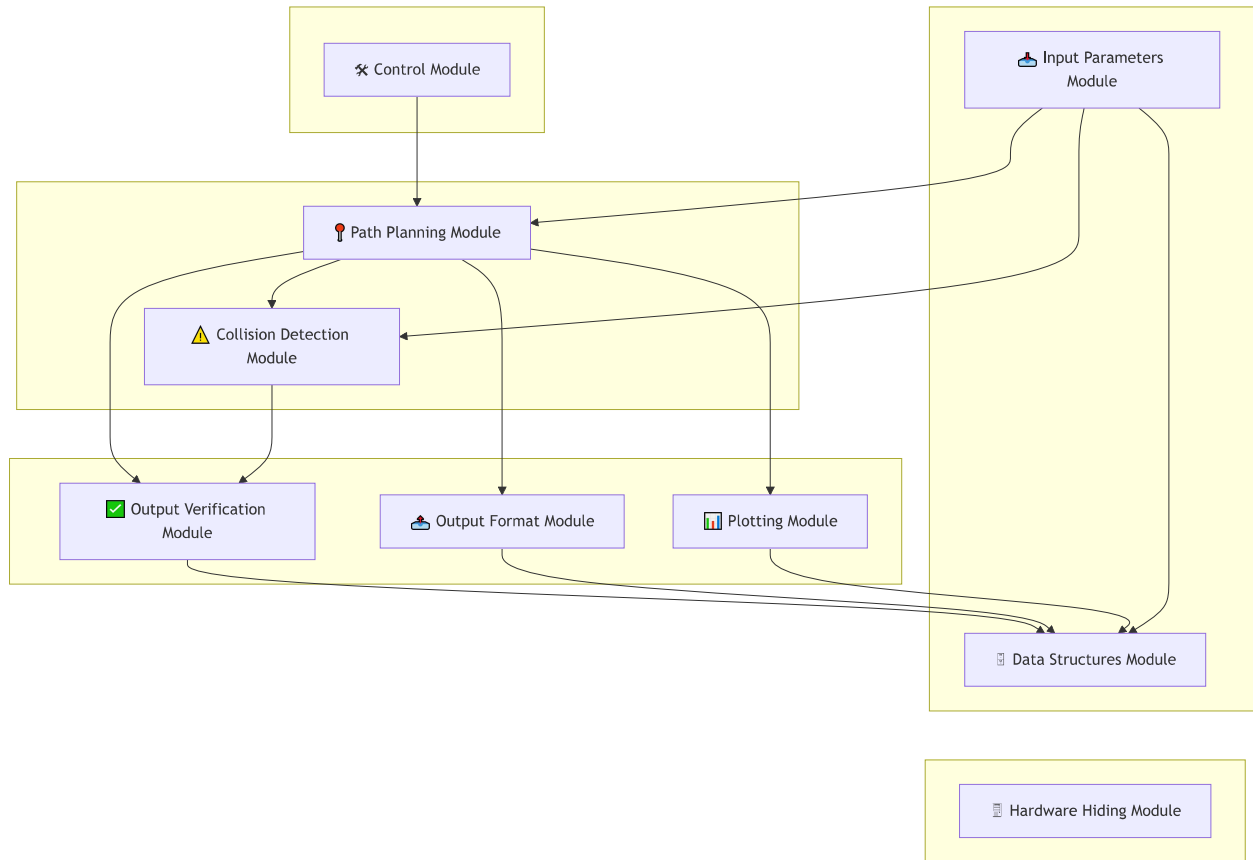 Control Module
Input Parameters
Module
Path Planning Module
Collision Detection
Module
Output Verification
Module
Output Format Module
Plotting Module
Data Structures Module
Hardware Hiding Module